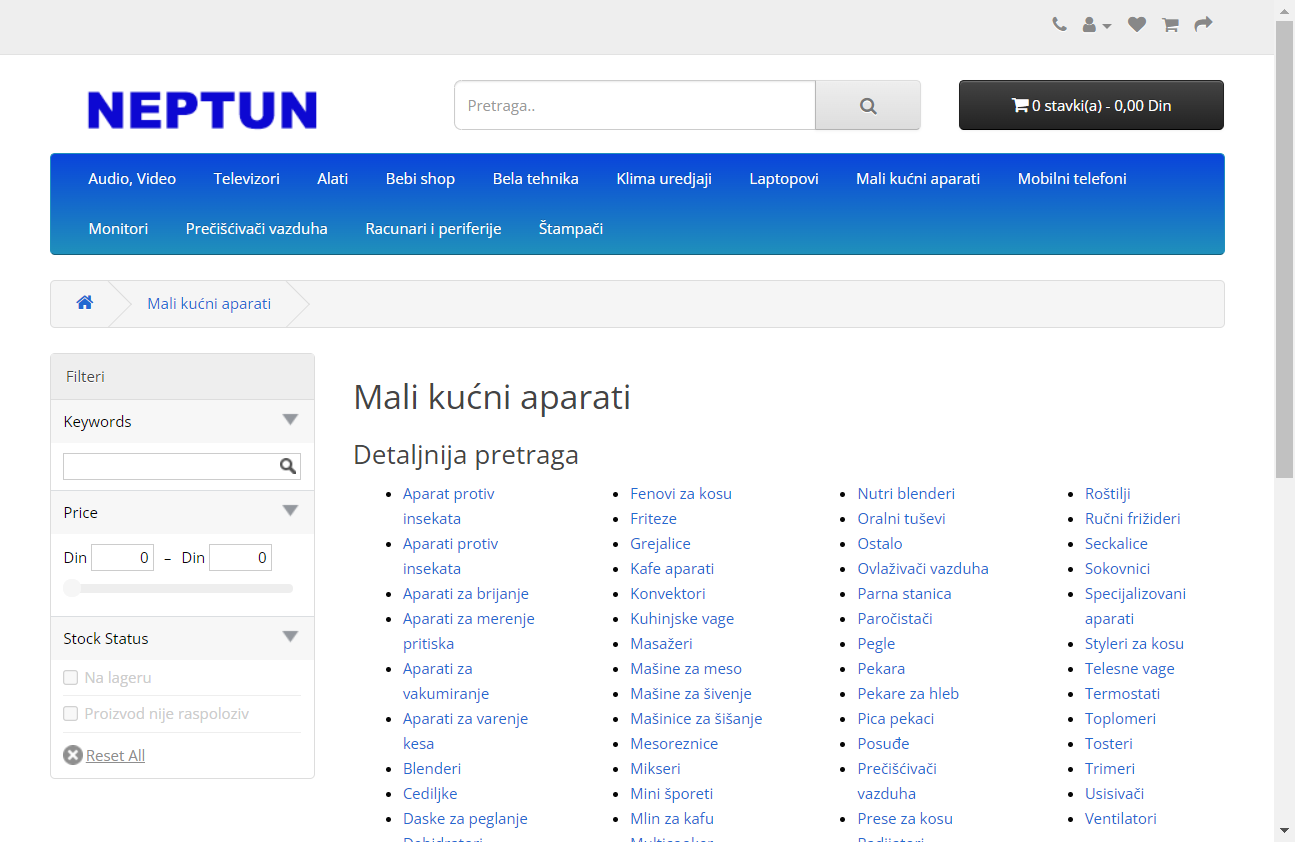 NEPTUN
Pretraga..
0 stavki(a) - 0,00 Din
Audio, Video Televizori Alati Bebi shop Bela tehnika Klima uredjaji Laptopovi Mali kućni aparati Mobilni telefoni
Monitori Prečišćivači vazduha Racunari i periferije Štampači
Mali kućni aparati
Filteri
Keywords
Price
Din 0 – Din 0
Stock Status
Na lageru
Proizvod nije raspoloziv
Reset All
Mali kućni aparati
Detaljnija pretraga
Aparat protiv
insekata
Aparati protiv
insekata
Aparati za brijanje
Aparati za merenje
pritiska
Aparati za
vakumiranje
Aparati za varenje
kesa
Blenderi
Cediljke
Daske za peglanje
Fenovi za kosu
Friteze
Grejalice
Kafe aparati
Konvektori
Kuhinjske vage
Masažeri
Mašine za meso
Mašine za šivenje
Mašinice za šišanje
Mesoreznice
Mikseri
Mini šporeti
Mlin za kafu
Nutri blenderi
Oralni tuševi
Ostalo
Ovlaživači vazduha
Parna stanica
Paročistači
Pegle
Pekara
Pekare za hleb
Pica pekaci
Posuđe
Prečišćivači
vazduha
Prese za kosu
Roštilji
Ručni frižideri
Seckalice
Sokovnici
Specijalizovani
aparati
Styleri za kosu
Telesne vage
Termostati
Toplomeri
Tosteri
Trimeri
Usisivači
Ventilatori